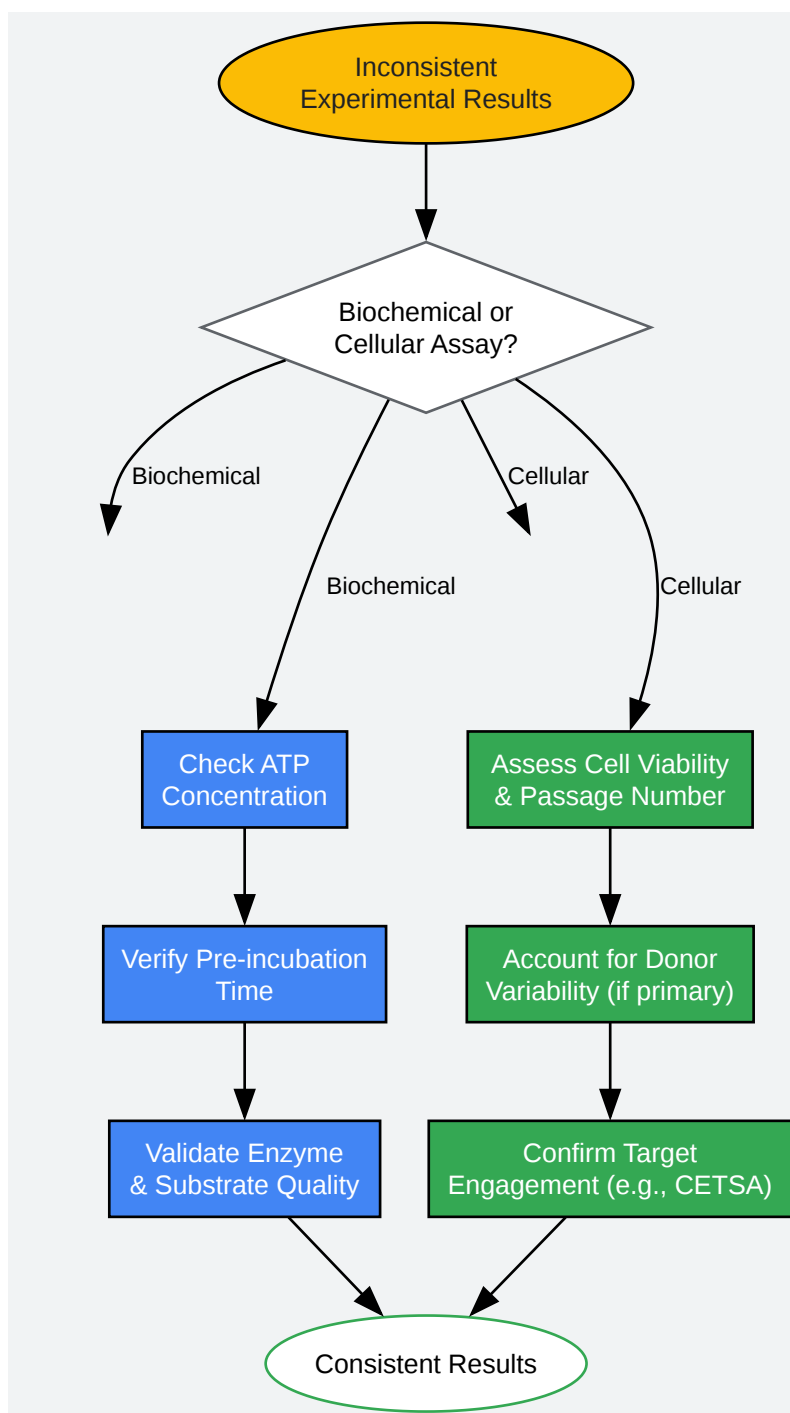 Inconsistent
Experimental Results
Biochemical or
Cellular Assay?
Biochemical
Cellular
Biochemical
Cellular
Check ATP
Concentration
Assess Cell Viability
& Passage Number
Verify Pre-incubation
Time
Account for Donor
Variability (if primary)
Validate Enzyme
& Substrate Quality
Confirm Target
Engagement (e.g., CETSA)
Consistent Results